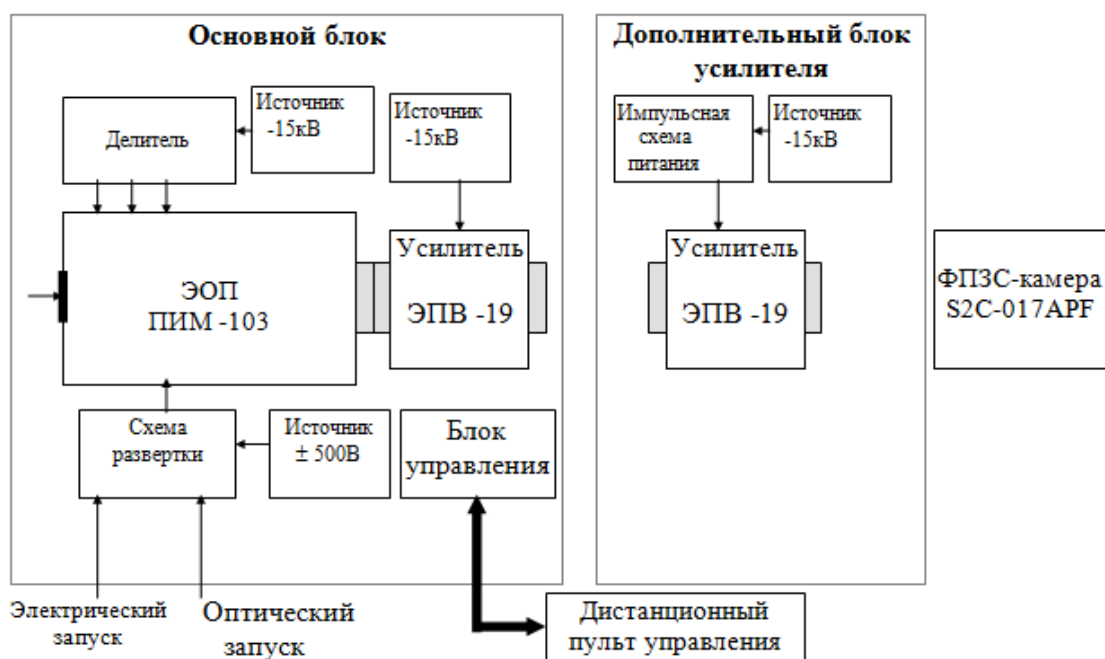 Основной блок
Делитель
Источник
-15кВ
Источник
-15кВ
ЭОП
ПИМ -103
Усилитель
ЭПВ -19
Схема
развертки
Источник
± 500В
Блок
управления
Электрический
запуск
Оптический
запуск
Дистанционный
пульт управления
Дополнительный блок
усилителя
Импульсная
схема
питания
Источник
-15кВ
Усилитель
ЭПВ -19
ФПЗС-камера
S2C-017APF